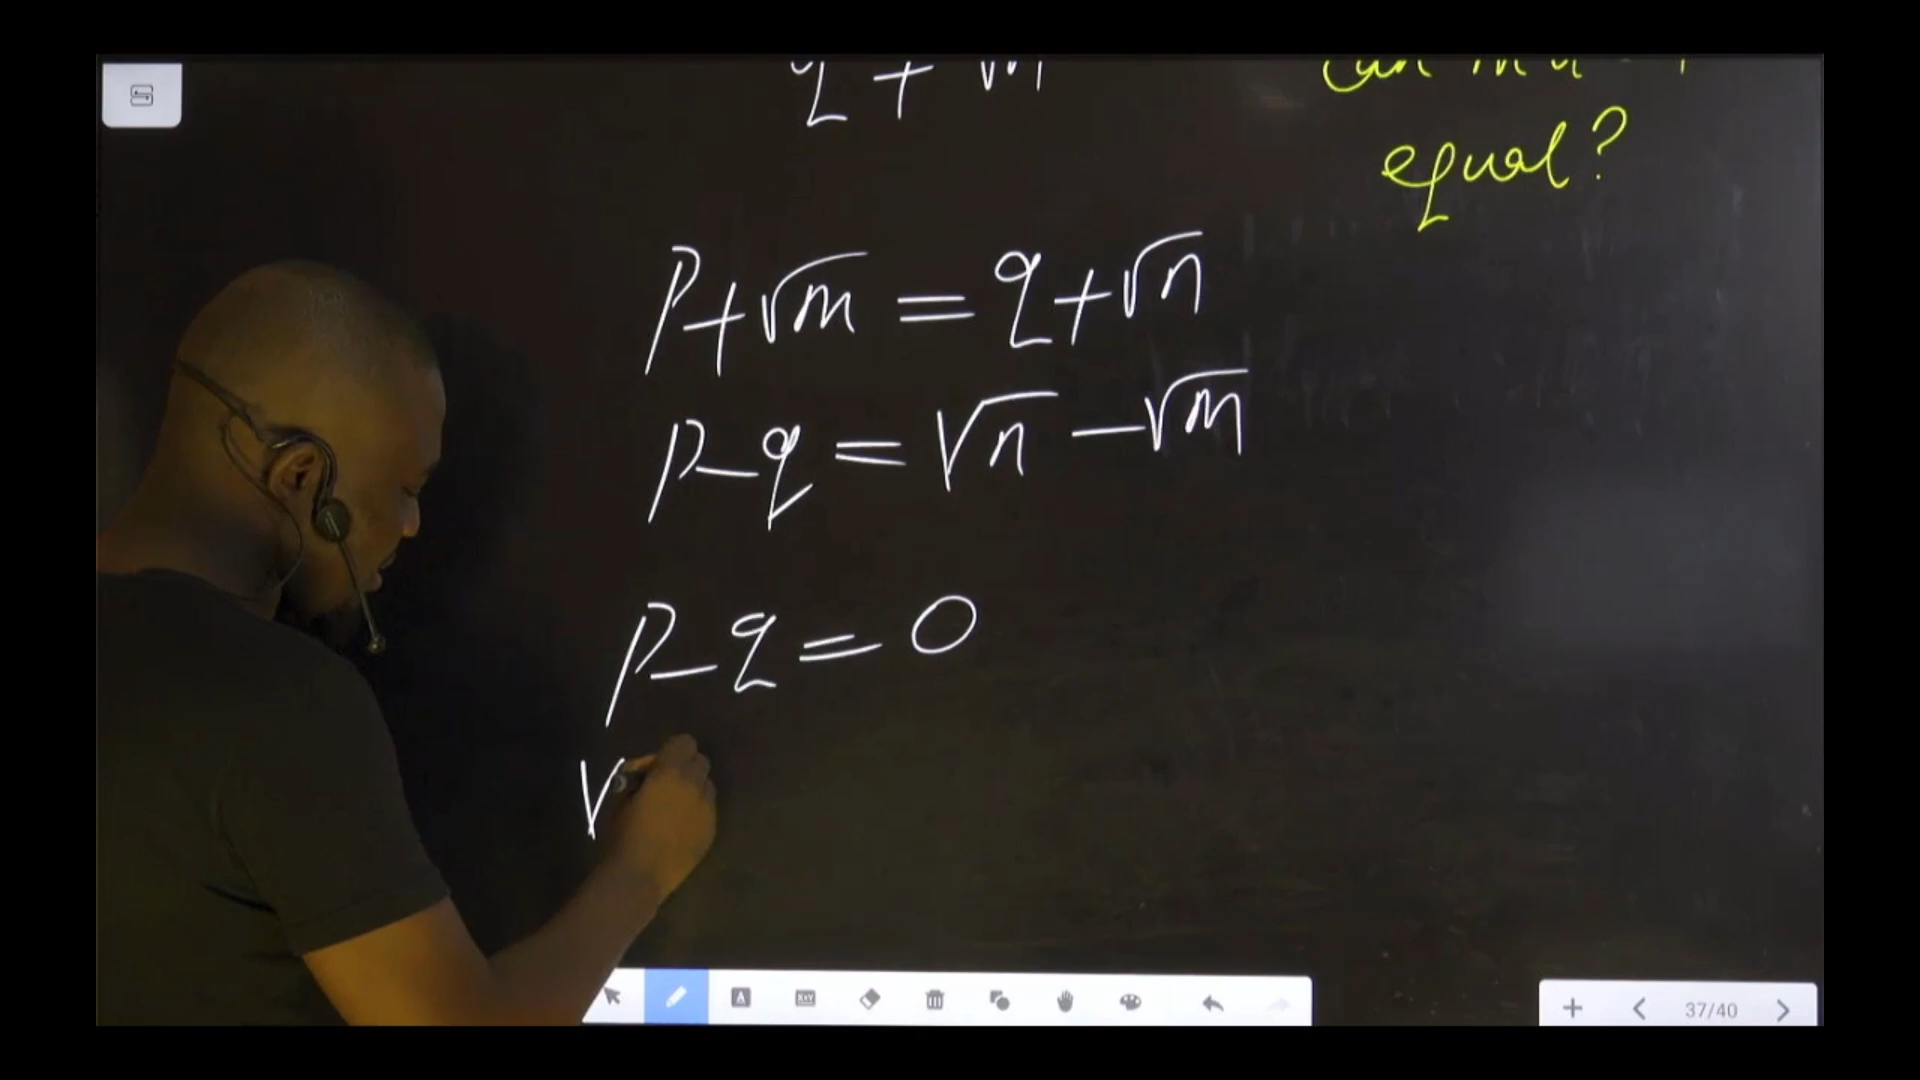 q + √n
equal?
P+√m = q+√n
P-q = √n -√m
P-q = 0
√
37/40